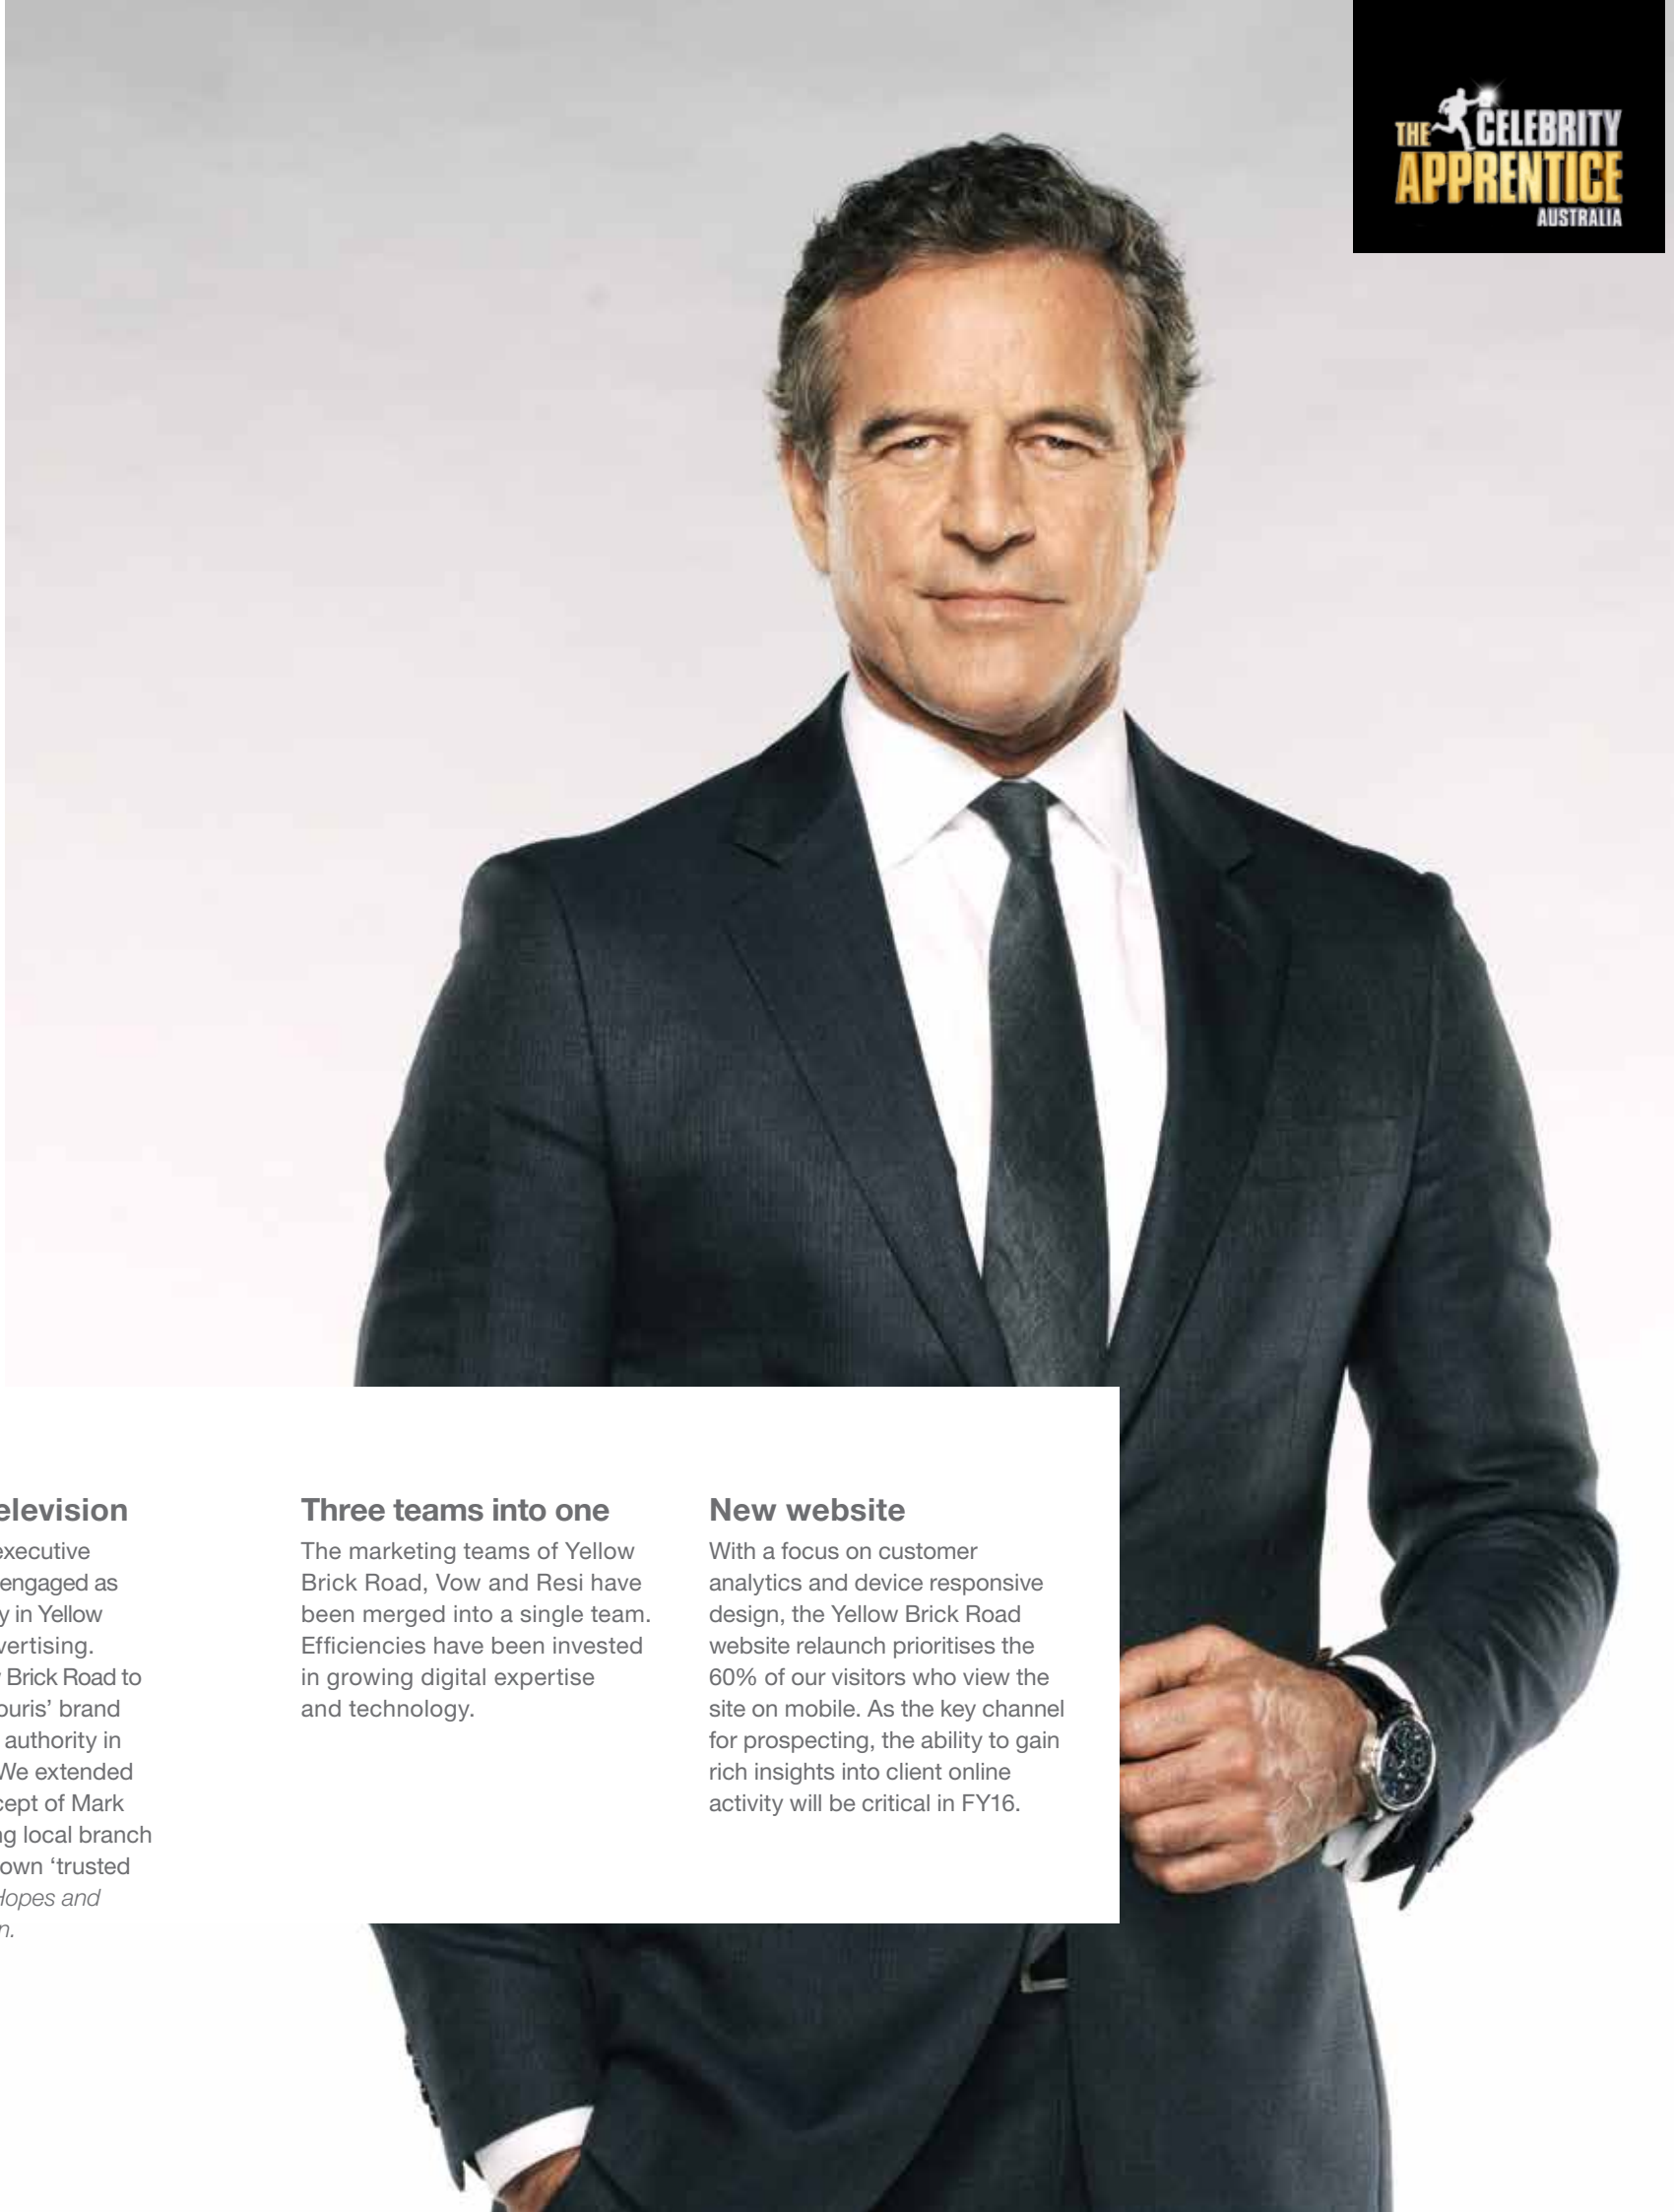 THE CELEBRITY
APPRENTICE
AUSTRALIA
elevision
executive
engaged as
y in Yellow
vertising.
Brick Road to
ouris’ brand
authority in
We extended
cept of Mark
ng local branch
own ‘trusted
Hopes and
n.
Three teams into one
The marketing teams of Yellow
Brick Road, Vow and Resi have
been merged into a single team.
Efficiencies have been invested
in growing digital expertise
and technology.
New website
With a focus on customer
analytics and device responsive
design, the Yellow Brick Road
website relaunch prioritises the
60% of our visitors who view the
site on mobile. As the key channel
for prospecting, the ability to gain
rich insights into client online
activity will be critical in FY16.